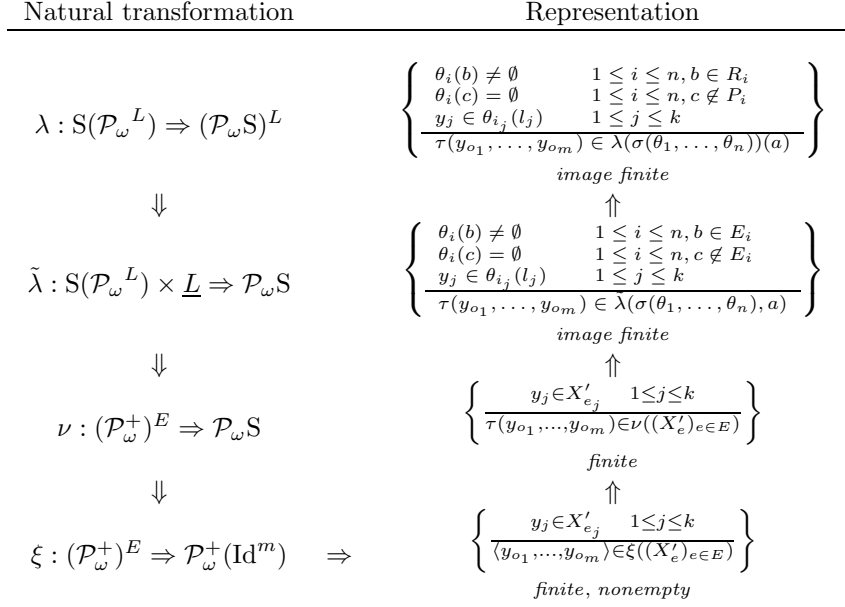 Natural transformation Representation
θ_i(b) ≠ ∅ 1 ≤ i ≤ n, b ∈ R_i
θ_i(c) = ∅ 1 ≤ i ≤ n, c ∉ P_i
y_j ∈ θ_{i_j}(l_j) 1 ≤ j ≤ k
λ : S(𝒫_ω^L) ⇒ (𝒫_ωS)^L
τ(y_{o_1}, . . . , y_{o_m}) ∈ λ(σ(θ_1, . . . , θ_n))(a)
image finite
⇓ ⇑
θ_i(b) ≠ ∅ 1 ≤ i ≤ n, b ∈ E_i
θ_i(c) = ∅ 1 ≤ i ≤ n, c ∉ E_i
y_j ∈ θ_{i_j}(l_j) 1 ≤ j ≤ k
λ̃ : S(𝒫_ω^L) × L ⇒ 𝒫_ωS
τ(y_{o_1}, . . . , y_{o_m}) ∈ λ̃(σ(θ_1, . . . , θ_n), a)
image finite
⇓ ⇑
y_j ∈ X'_{e_j} 1≤j≤k
ν : (𝒫_ω^+)^E ⇒ 𝒫_ωS
τ(y_{o_1},...,y_{o_m})∈ν((X'_e)_{e∈E})
finite
⇓ ⇑
y_j ∈ X'_{e_j} 1≤j≤k
ξ : (𝒫_ω^+)^E ⇒ 𝒫_ω^+(Id^m) ⇒
⟨y_{o_1},...,y_{o_m}⟩∈ξ((X'_e)_{e∈E})
finite, nonempty